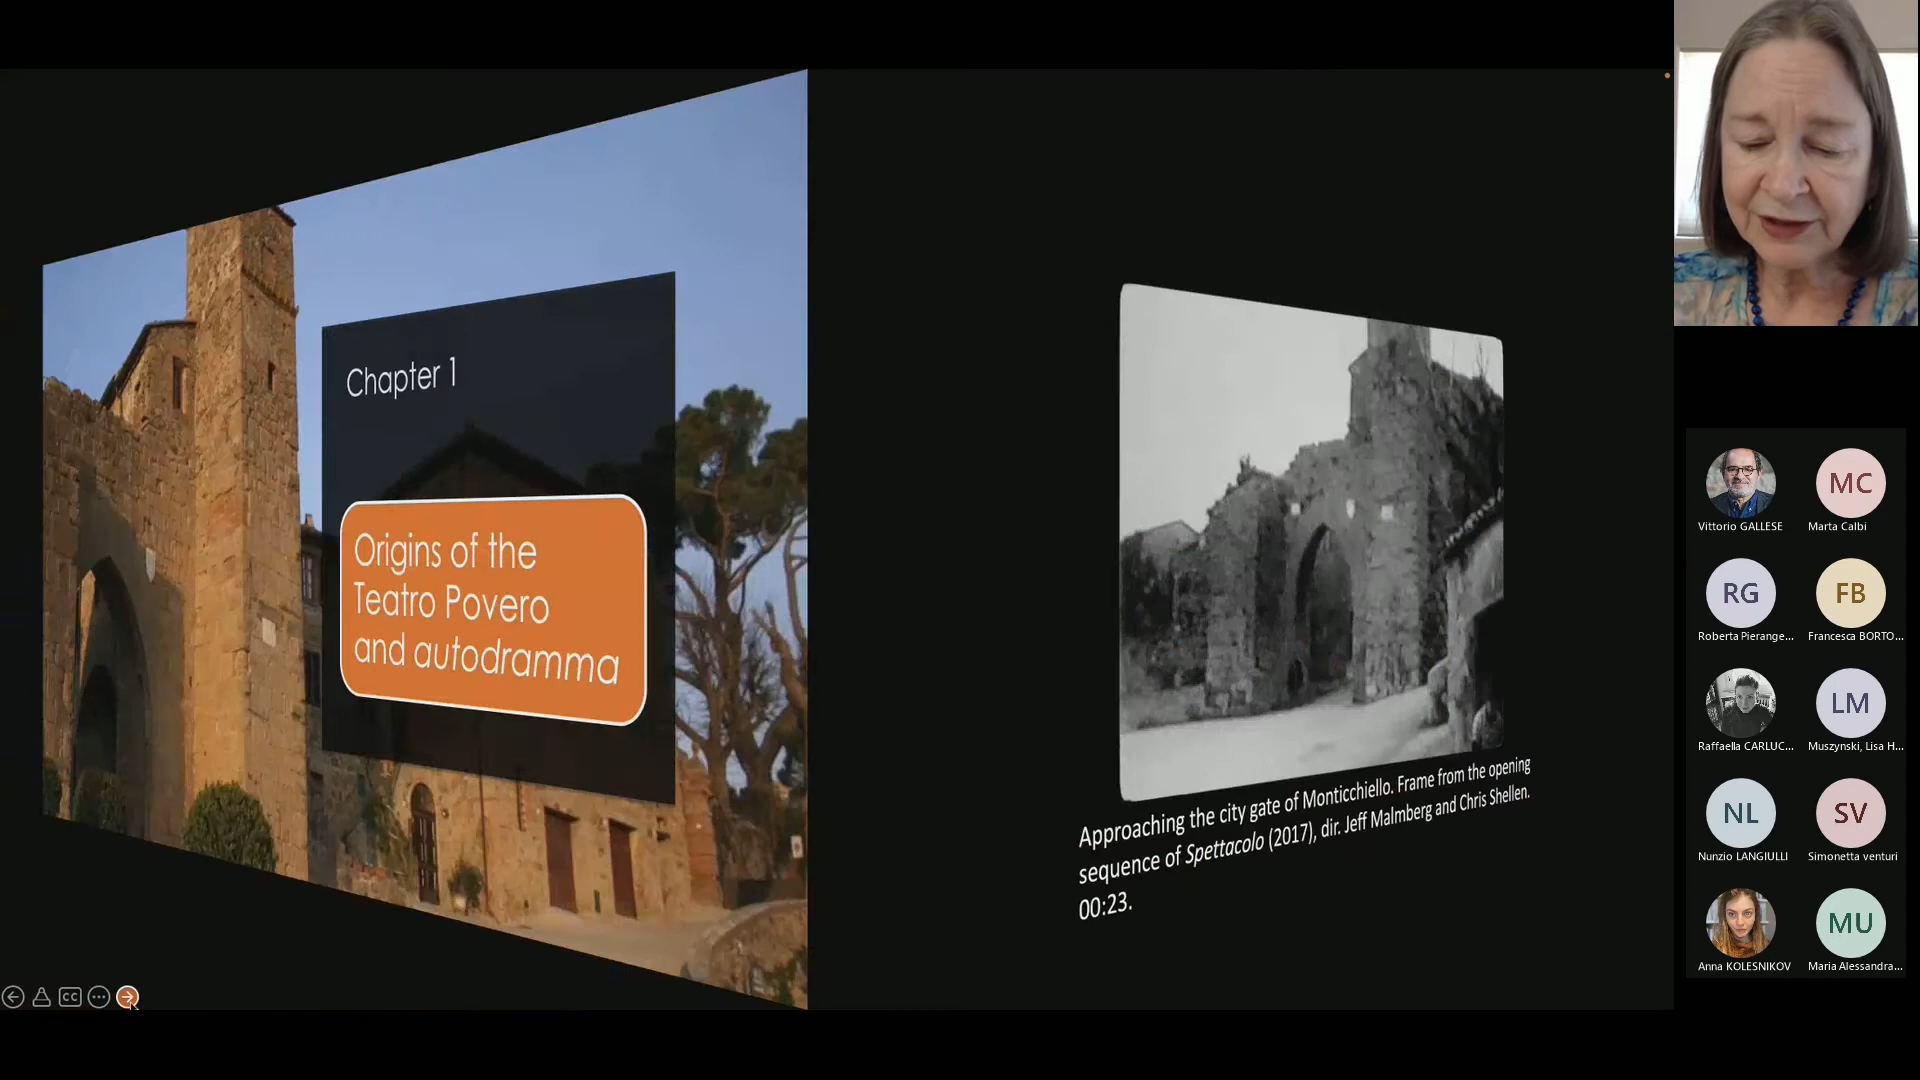 Chapter 1
Origins of the
Teatro Povero
and autodramma
Approaching the city gate of Monticchiello. Frame from the opening
sequence of Spettacolo (2017), dir. Jeff Malmberg and Chris Shellen.
00:23.
CC
Vittorio GALLESE
MC
Marta Calbi
RG
Roberta Pierange...
FB
Francesca BORTO...
Raffaella CARLUC...
LM
Muszynski, Lisa H...
NL
Nunzio LANGIULLI
SV
Simonetta venturi
Anna KOLESNIKOV
MU
Maria Alessandra...